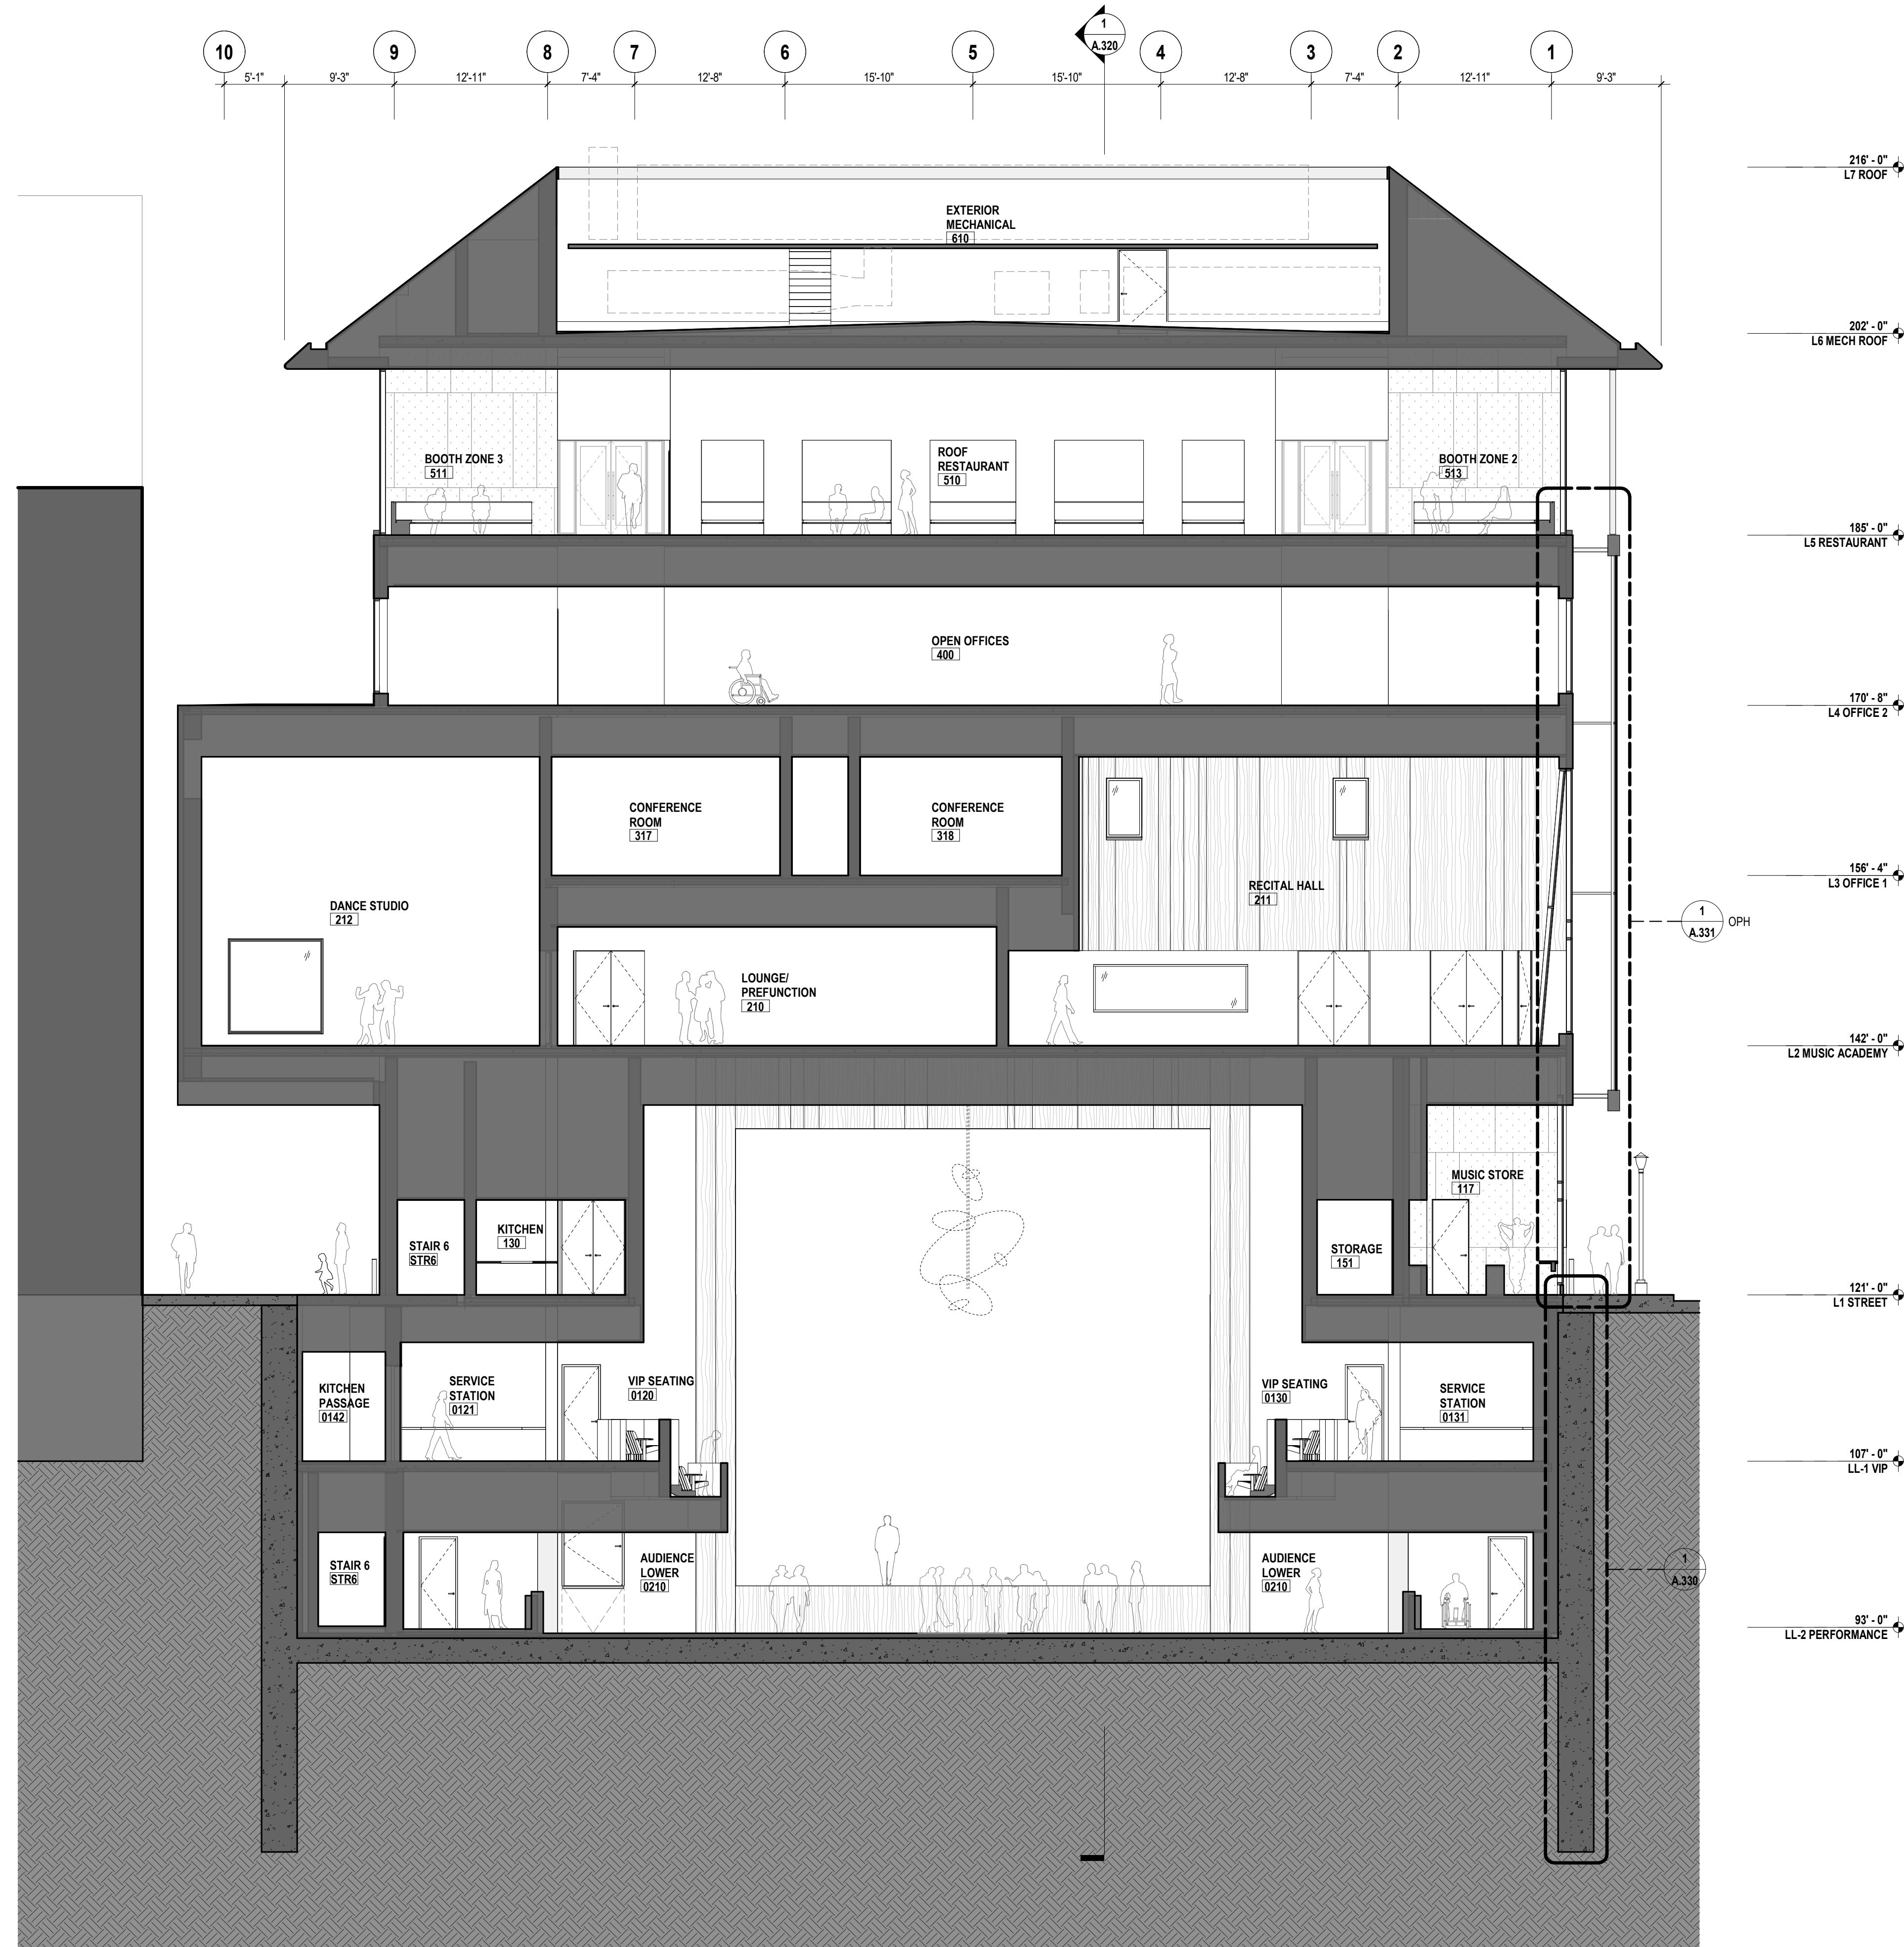 1
A.320
10
9
8
7
6
5
4
3
2
1
5'-1"
9'-3"
12'-11"
7'-4"
12'-8"
15'-10"
15'-10"
12'-8"
7'-4"
12'-11"
9'-3"
216' - 0"
L7 ROOF
EXTERIOR
MECHANICAL
610
202' - 0"
L6 MECH ROOF
BOOTH ZONE 3
511
ROOF
RESTAURANT
510
BOOTH ZONE 2
513
185' - 0"
L5 RESTAURANT
OPEN OFFICES
400
170' - 8"
L4 OFFICE 2
CONFERENCE
ROOM
317
CONFERENCE
ROOM
318
156' - 4"
L3 OFFICE 1
DANCE STUDIO
212
RECITAL HALL
211
1
A.331
OPH
LOUNGE/
PREFUNCTION
210
142' - 0"
L2 MUSIC ACADEMY
MUSIC STORE
117
KITCHEN
130
STAIR 6
STR6
STORAGE
151
121' - 0"
L1 STREET
KITCHEN
PASSAGE
0142
SERVICE
STATION
0121
VIP SEATING
0120
VIP SEATING
0130
SERVICE
STATION
0131
107' - 0"
LL-1 VIP
STAIR 6
STR6
AUDIENCE
LOWER
0210
AUDIENCE
LOWER
0210
1
A.330
93' - 0"
LL-2 PERFORMANCE